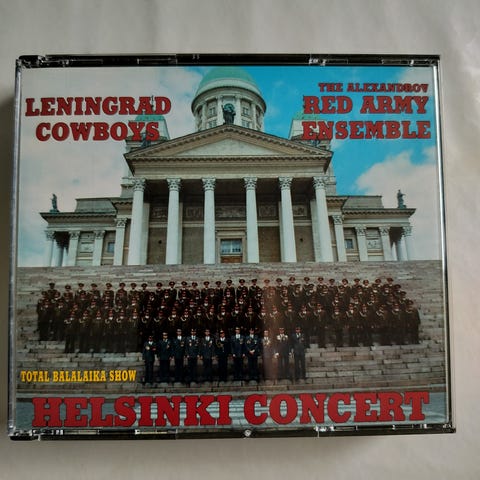 LENINGRAD
COWBOYS
THE ALEXANDROV
RED ARMY
ENSEMBLE
TOTAL BALALAIKA SHOW
HELSINKI CONCERT